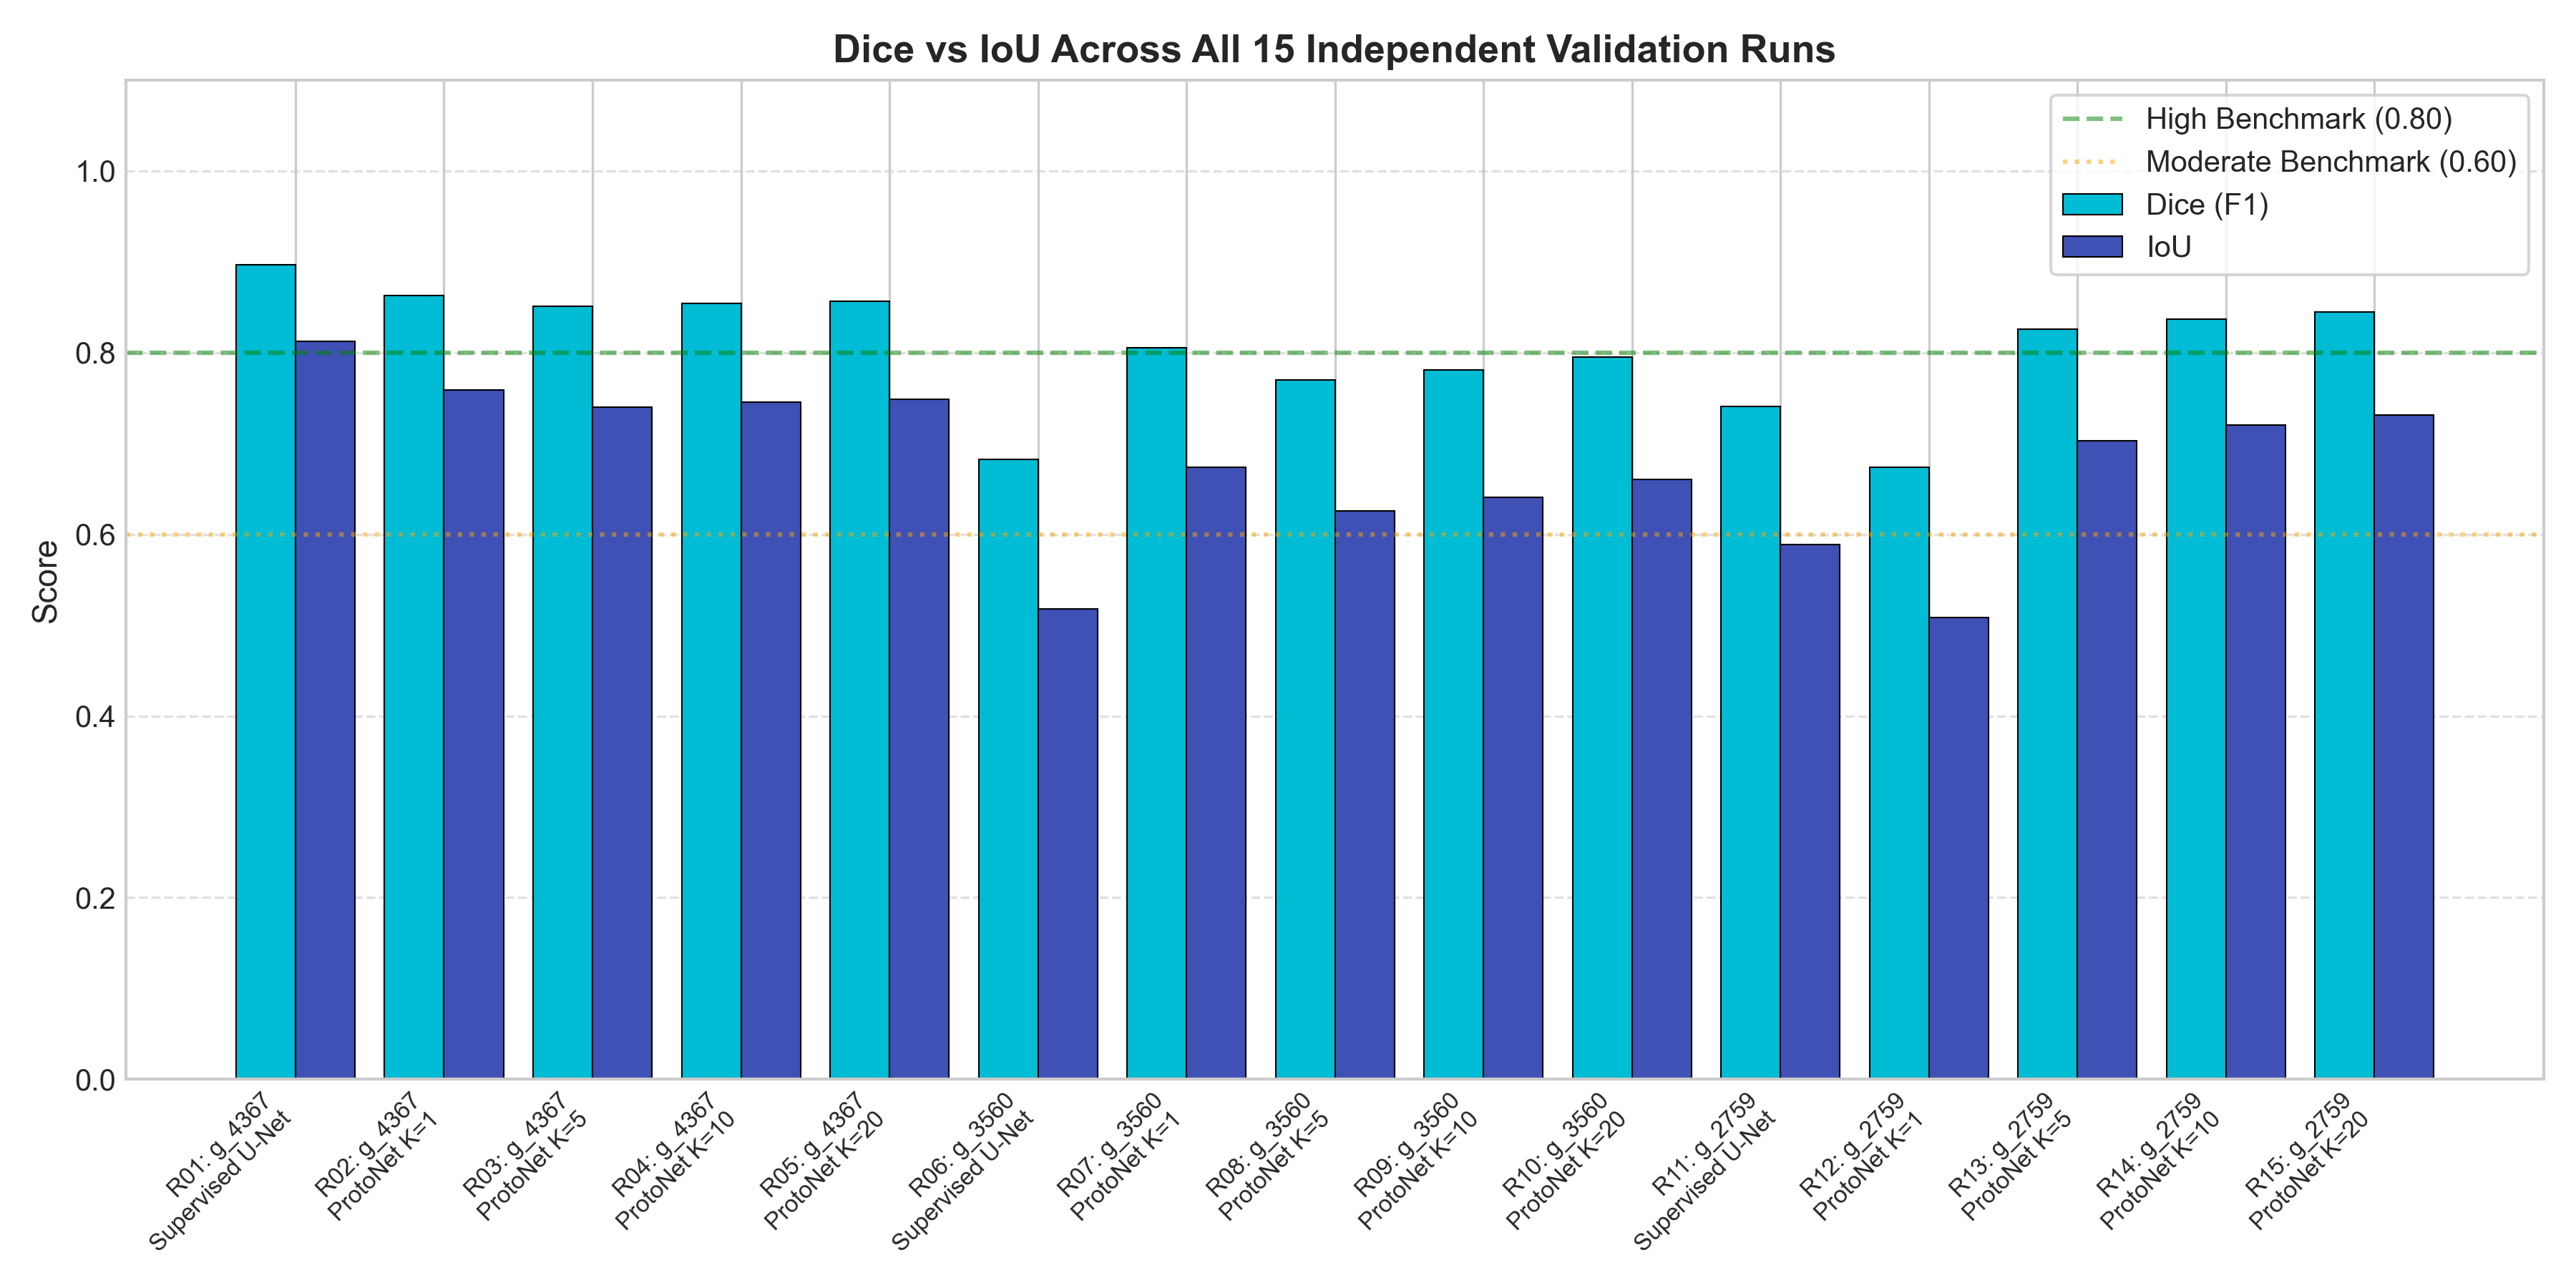 Dice vs IoU Across All 15 Independent Validation Runs
High Benchmark (0.80)
Moderate Benchmark (0.60)
Dice (F1)
IoU
Score
1.0
0.8
0.6
0.4
0.2
0.0
R01: g_4367
Supervised U-Net
R02: g_4367
ProtoNet K=1
R03: g_4367
ProtoNet K=5
R04: g_4367
ProtoNet K=10
R05: g_4367
ProtoNet K=20
R06: g_3560
Supervised U-Net
R07: g_3560
ProtoNet K=1
R08: g_3560
ProtoNet K=5
R09: g_3560
ProtoNet K=10
R10: g_3560
ProtoNet K=20
R11: g_2759
Supervised U-Net
R12: g_2759
ProtoNet K=1
R13: g_2759
ProtoNet K=5
R14: g_2759
ProtoNet K=10
R15: g_2759
ProtoNet K=20